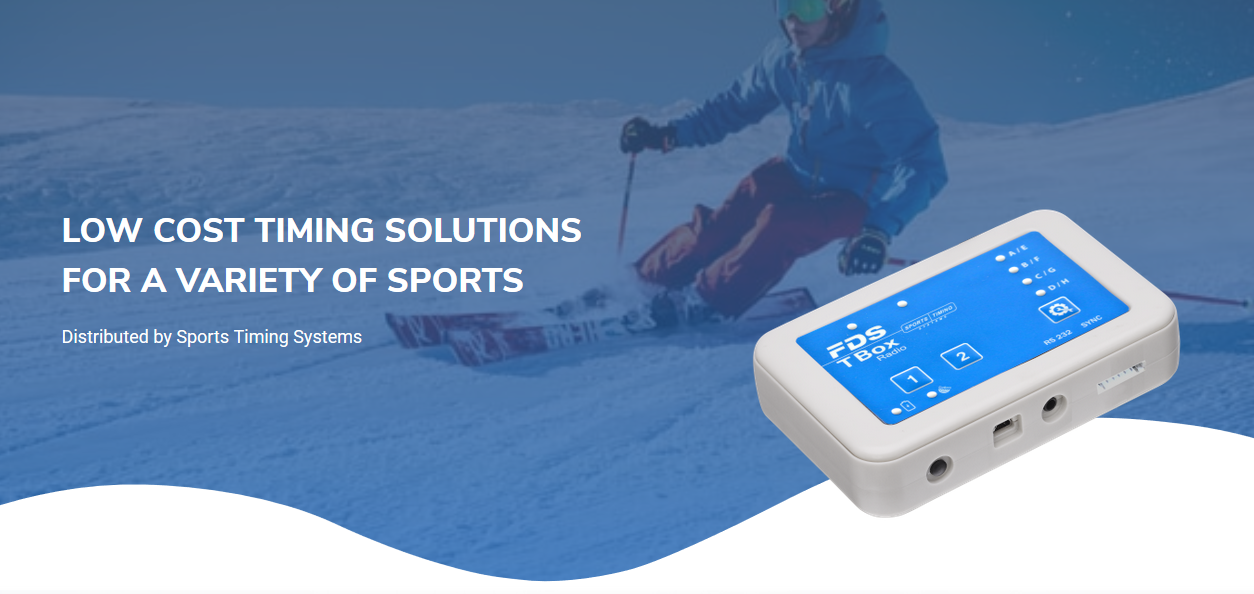 LOW COST TIMING SOLUTIONS
FOR A VARIETY OF SPORTS
Distributed by Sports Timing Systems
A / E
B / F
C / G
D / H
SPORTS TIMING
SYSTEMS
FDS
T Box
Radio
1
2
RS 232
SYNC